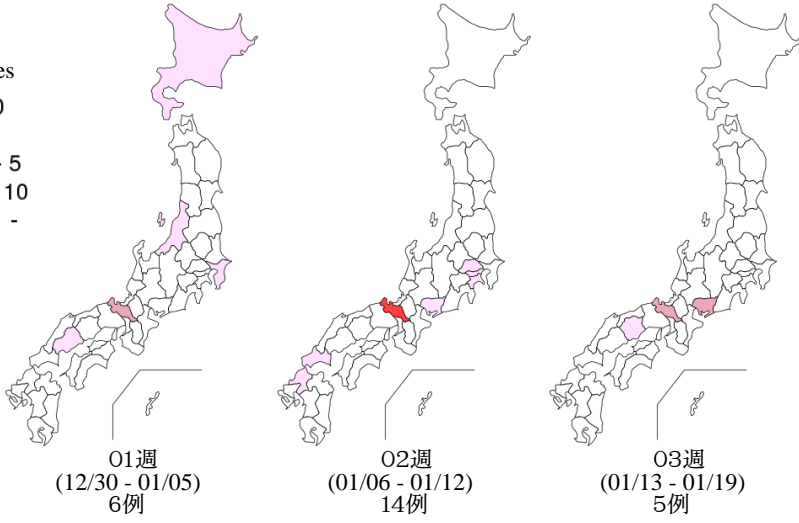 es
0
- 5
10
-
01週
(12/30 - 01/05)
6例
02週
(01/06 - 01/12)
14例
03週
(01/13 - 01/19)
5例